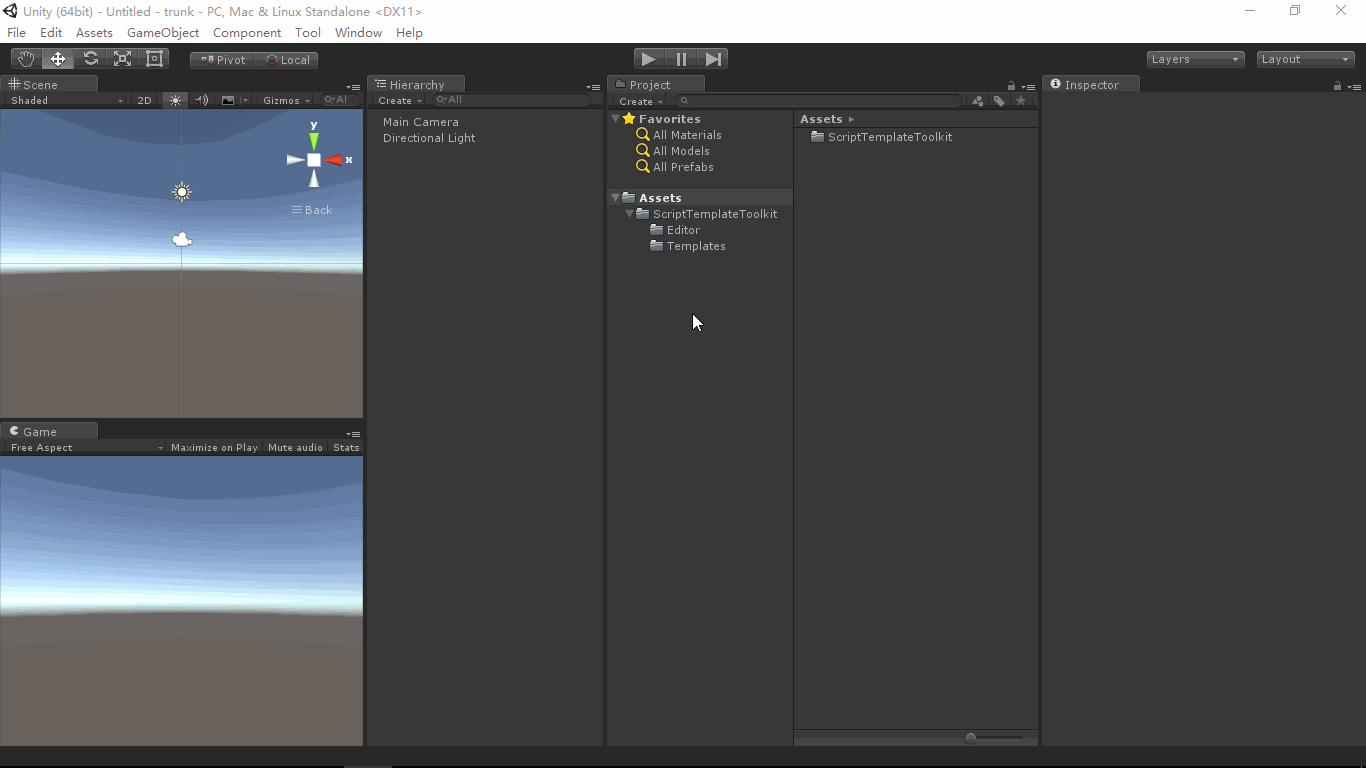 Unity (64bit) - Untitled - trunk - PC, Mac & Linux Standalone <DX11>
File Edit Assets GameObject Component Tool Window Help
Pivot Local Layers Layout
Scene
Shaded 2D Gizmos All
y
x
Back
Game
Free Aspect Maximize on Play Mute audio Stats
Hierarchy
Create All
Main Camera
Directional Light
Project
Create
Favorites
All Materials
All Models
All Prefabs
Assets
ScriptTemplateToolkit
Editor
Templates
Assets
ScriptTemplateToolkit
Inspector